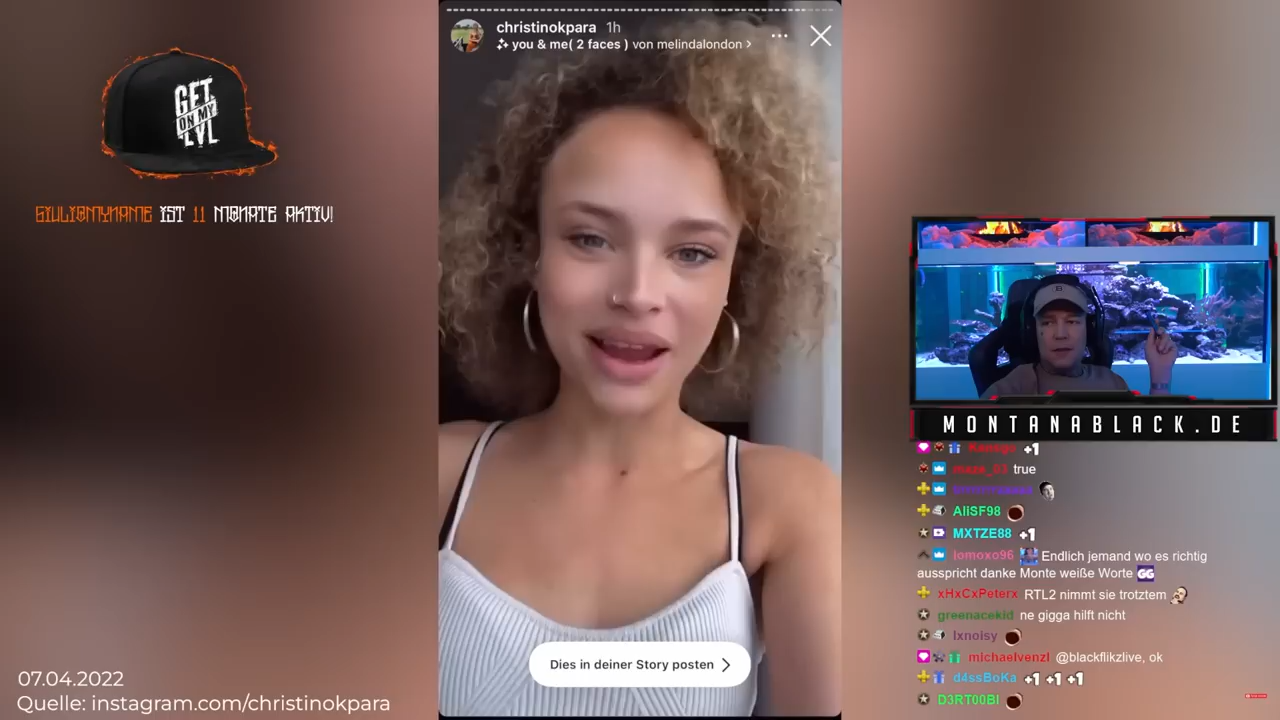 christinokpara 1h
you & me( 2 faces ) von melindalondon >
GET
ON MY
LVL
GIULIOMYNAME IST 11 MONATE AKTIV!
MONTANABLACK.DE
+1
maze_03 true
AliSF98
MXTZE88 +1
lomoxo96 Endlich jemand wo es richtig
ausspricht danke Monte weiße Worte GG
xHxCxPeterx RTL2 nimmt sie trotztem
greenacekid ne gigga hilft nicht
lxnoisy
michaelvenzl @blackflikzlive, ok
d4ssBoKa +1 +1 +1
D3RT00BI
Dies in deiner Story posten >
07.04.2022
Quelle: instagram.com/christinokpara